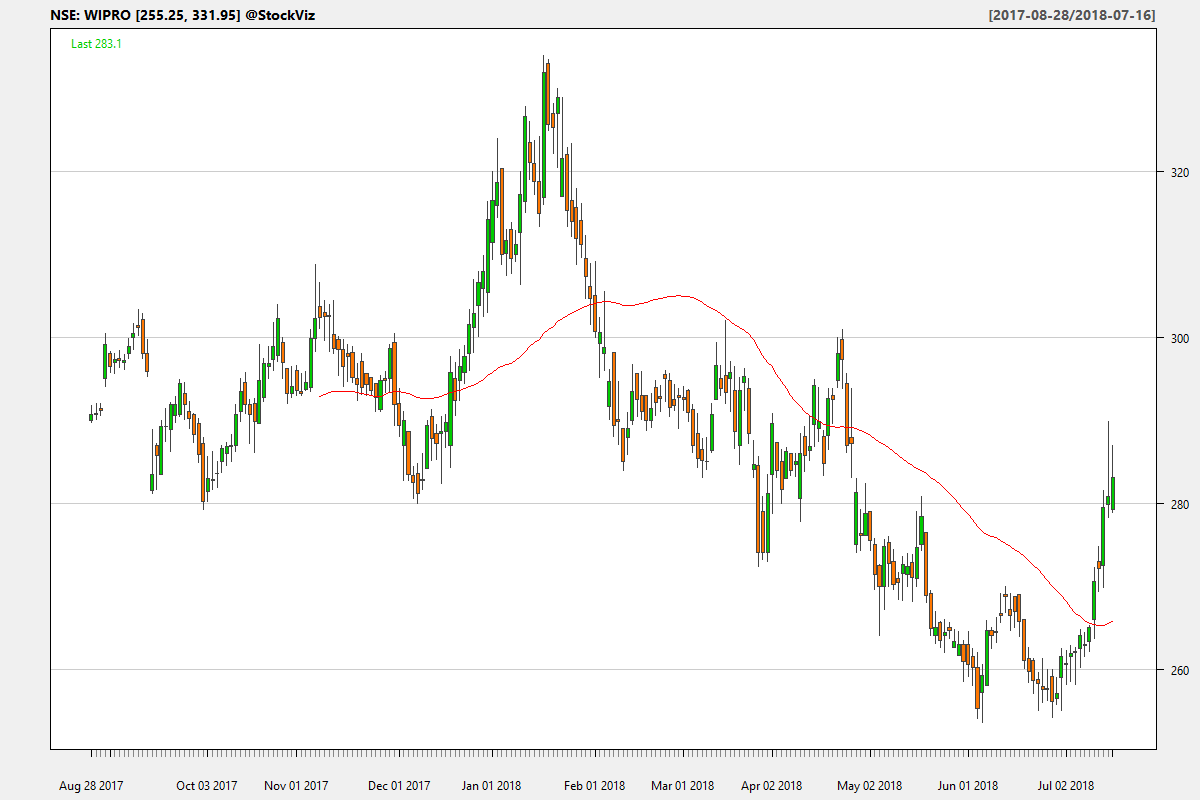 NSE: WIPRO [255.25, 331.95] @StockViz [2017-08-28/2018-07-16]
Last 283.1
320
300
280
260
Aug 28 2017 Oct 03 2017 Nov 01 2017 Dec 01 2017 Jan 01 2018 Feb 01 2018 Mar 01 2018 Apr 02 2018 May 02 2018 Jun 01 2018 Jul 02 2018